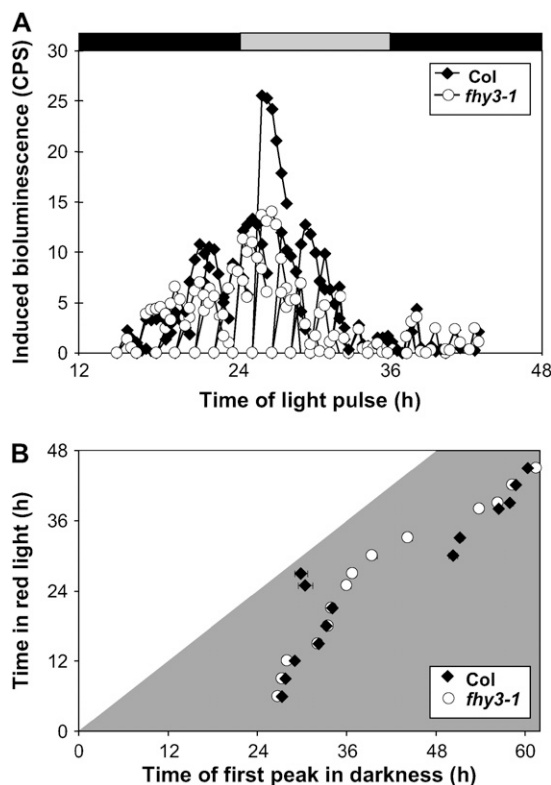 A
Induced bioluminescence (CPS)
30
25
20
15
10
5
0
Col
fhy3-1
12
24
36
48
Time of light pulse (h)
B
Time in red light (h)
48
36
24
12
0
Col
fhy3-1
0
12
24
36
48
60
Time of first peak in darkness (h)